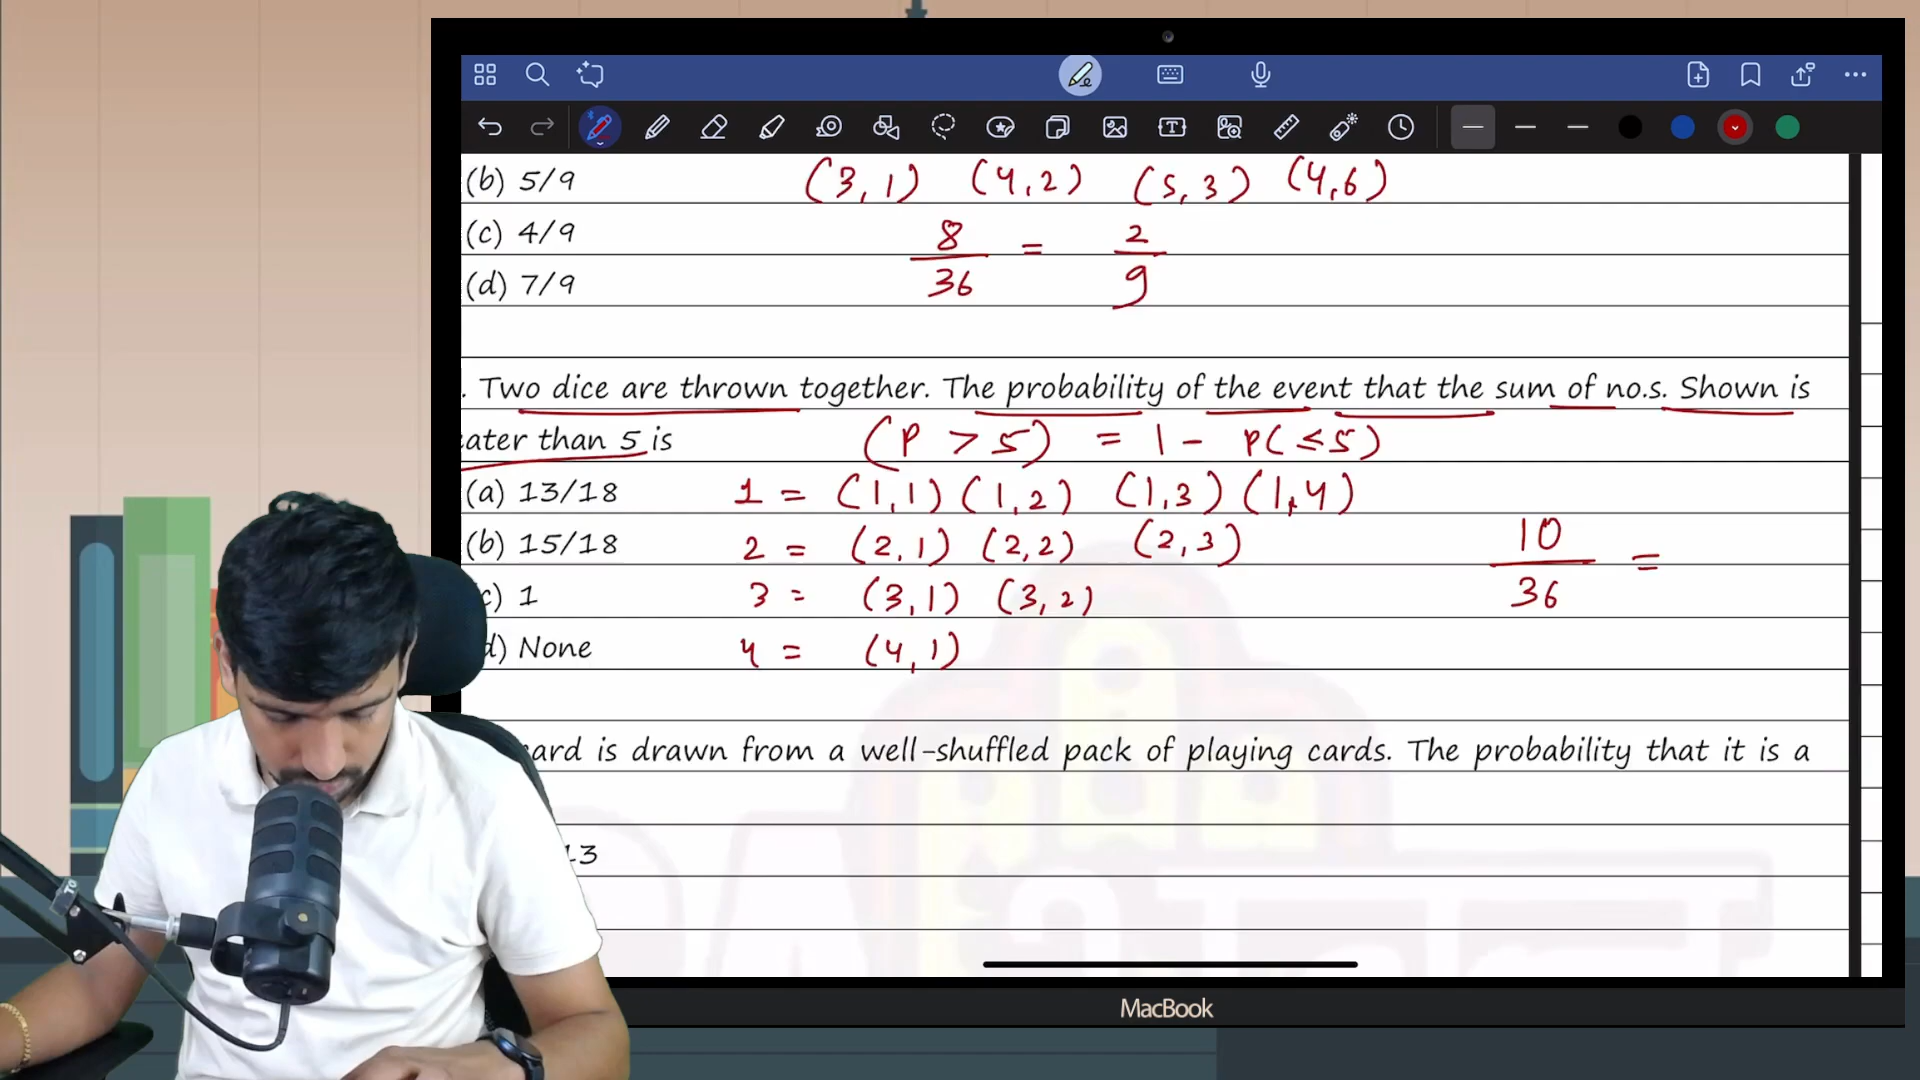 (b) 5/9 (3,1) (4,2) (5,3) (4,6)
(c) 4/9 8/36 = 2/9
(d) 7/9
. Two dice are thrown together. The probability of the event that the sum of no.s. Shown is
ater than 5 is (P > 5) = 1 - P(≤5)
(a) 13/18 1 = (1,1) (1,2) (1,3) (1,4)
(b) 15/18 2 = (2,1) (2,2) (2,3) 10/36 =
c) 1 3 = (3,1) (3,2)
d) None 4 = (4,1)
card is drawn from a well-shuffled pack of playing cards. The probability that it is a
13
MacBook